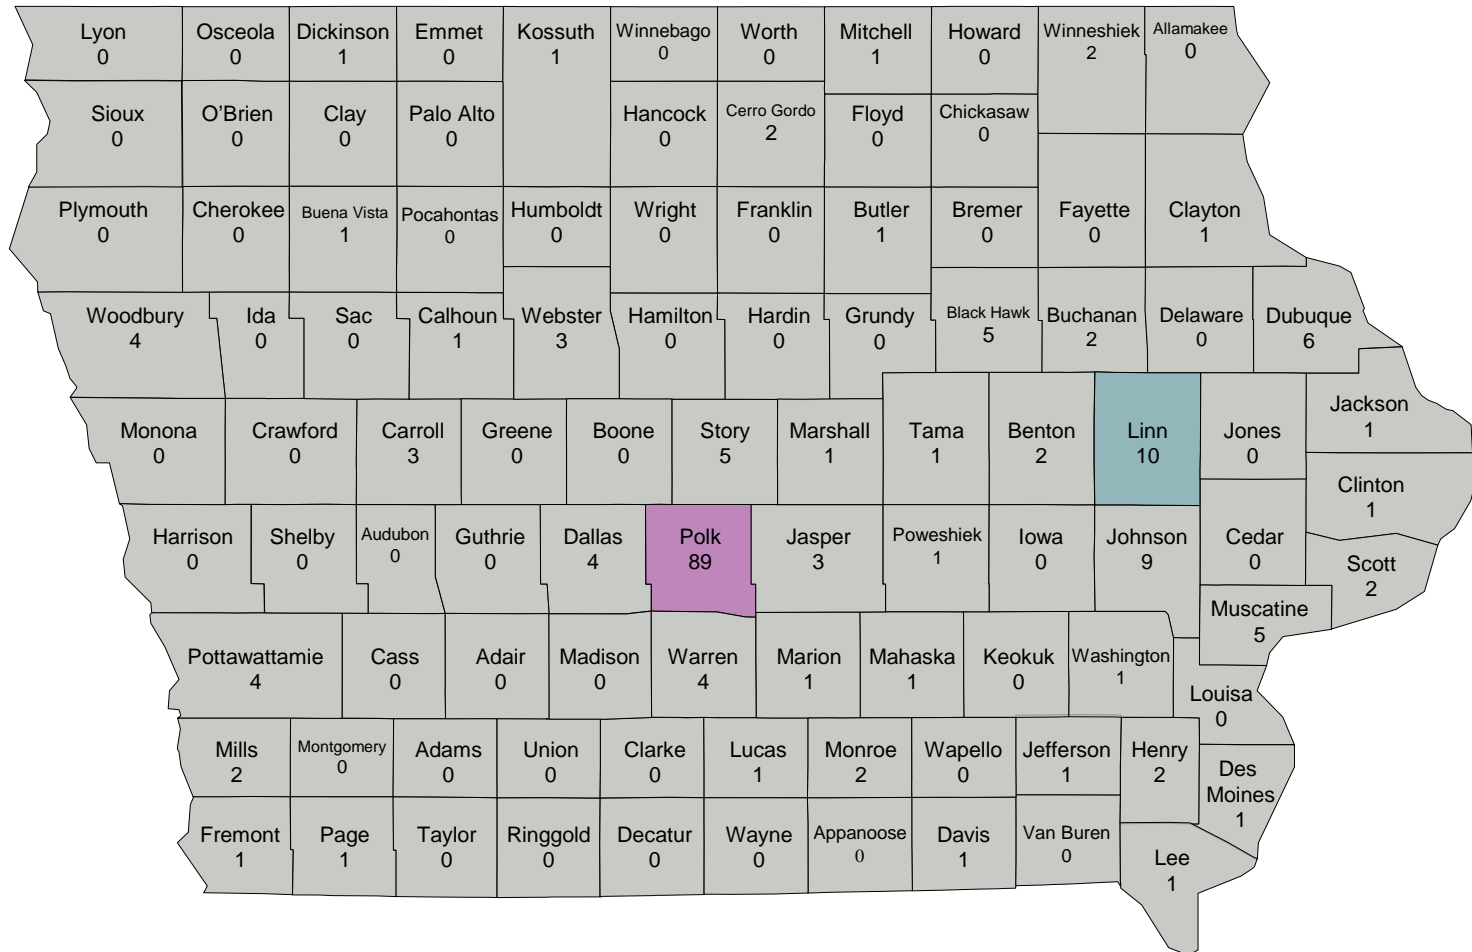 Lyon
0
Osceola
0
Dickinson
1
Emmet
0
Kossuth
1
Winnebago
0
Worth
0
Mitchell
1
Howard
0
Winneshiek
2
Allamakee
0
Sioux
0
O'Brien
0
Clay
0
Palo Alto
0
Hancock
0
Cerro Gordo
2
Floyd
0
Chickasaw
0
Plymouth
0
Cherokee
0
Buena Vista
1
Pocahontas
0
Humboldt
0
Wright
0
Franklin
0
Butler
1
Bremer
0
Fayette
0
Clayton
1
Woodbury
4
Ida
0
Sac
0
Calhoun
1
Webster
3
Hamilton
0
Hardin
0
Grundy
0
Black Hawk
5
Buchanan
2
Delaware
0
Dubuque
6
Monona
0
Crawford
0
Carroll
3
Greene
0
Boone
0
Story
5
Marshall
1
Tama
1
Benton
2
Linn
10
Jones
0
Jackson
1
Clinton
1
Harrison
0
Shelby
0
Audubon
0
Guthrie
0
Dallas
4
Polk
89
Jasper
3
Poweshiek
1
Iowa
0
Johnson
9
Cedar
0
Scott
2
Muscatine
5
Pottawattamie
4
Cass
0
Adair
0
Madison
0
Warren
4
Marion
1
Mahaska
1
Keokuk
0
Washington
1
Louisa
0
Mills
2
Montgomery
0
Adams
0
Union
0
Clarke
0
Lucas
1
Monroe
2
Wapello
0
Jefferson
1
Henry
2
Des
Moines
1
Fremont
1
Page
1
Taylor
0
Ringgold
0
Decatur
0
Wayne
0
Appanoose
0
Davis
1
Van Buren
0
Lee
1